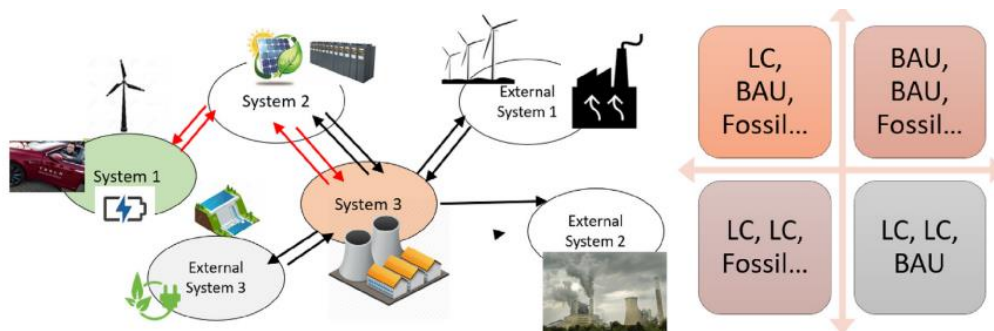 System 2
External
System 1
System 1
System 3
External
System 2
External
System 3
LC,
BAU,
Fossil...
BAU,
BAU,
Fossil...
LC, LC,
Fossil...
LC, LC,
BAU